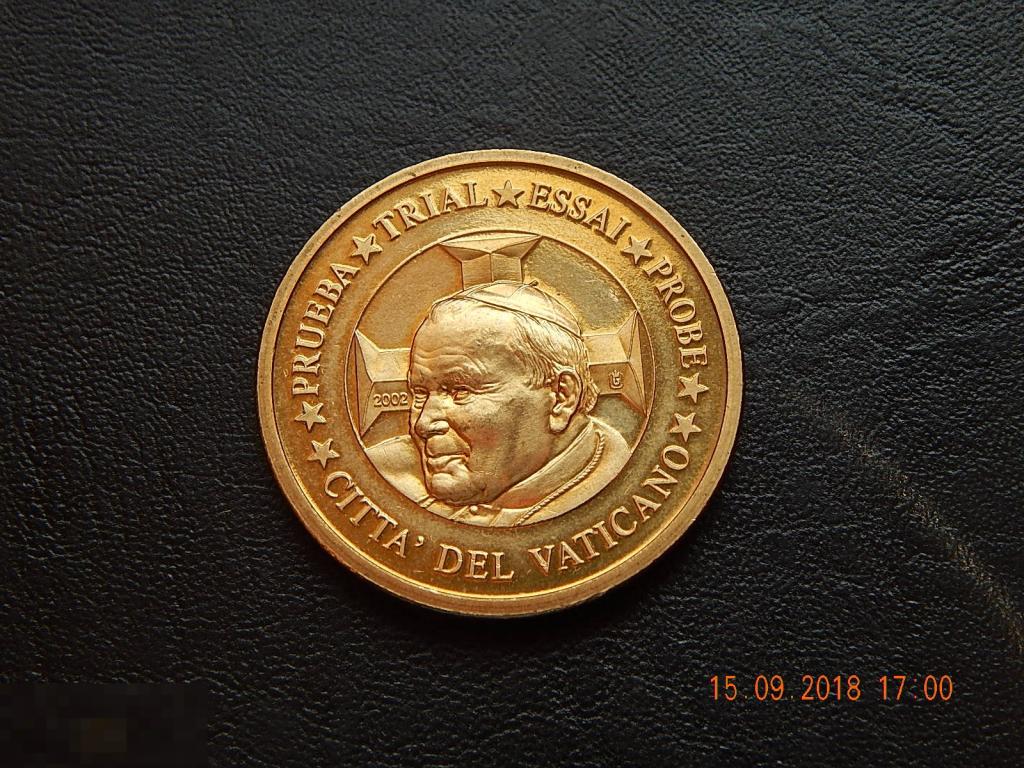 PRUEBA ★ TRIAL ★ ESSAI ★ PROBE
CITTA' DEL VATICANO
2002
15.09.2018 17:00